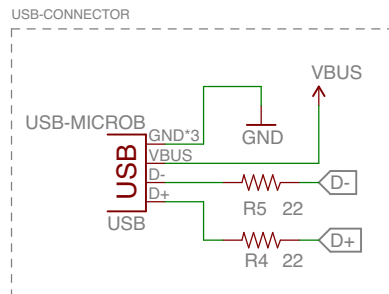 USB-CONNECTOR
VBUS
USB-MICROB
GND*3
GND
VBUS
USB
D-
D-
D+
R5 22
USB
D+
R4 22